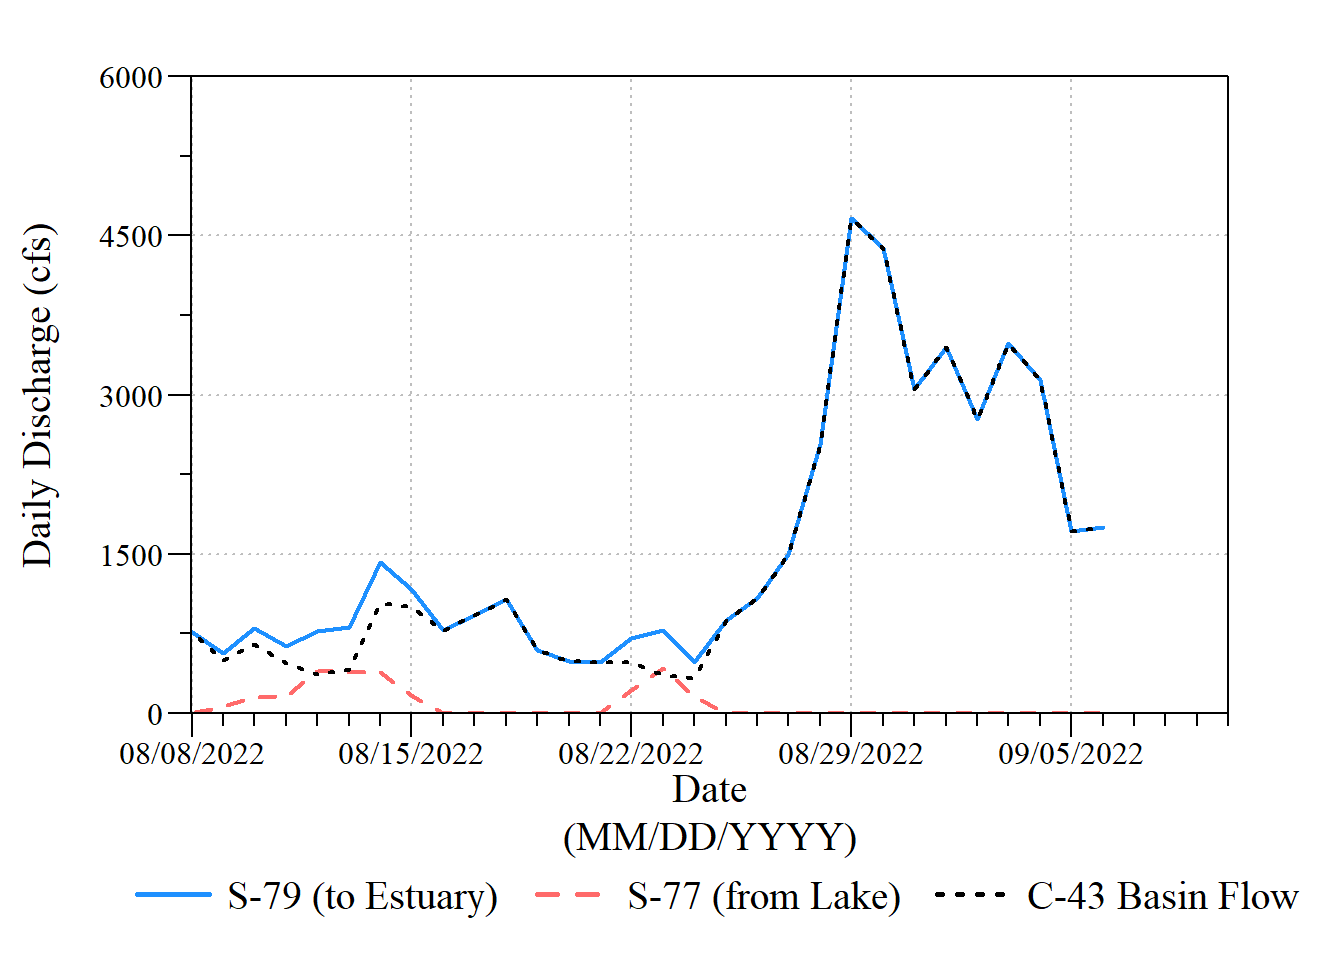 6000
4500
3000
1500
0
Daily Discharge (cfs)
08/08/2022 08/15/2022 08/22/2022 08/29/2022 09/05/2022
Date
(MM/DD/YYYY)
S-79 (to Estuary) S-77 (from Lake) C-43 Basin Flow